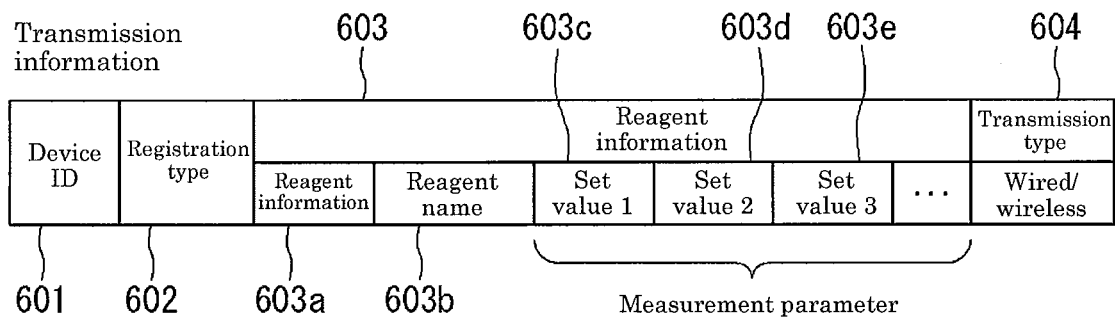 Transmission
information
603
603c
603d
603e
604
Device
ID
Registration
type
Reagent
information
Transmission
type
Reagent
information
Reagent
name
Set
value 1
Set
value 2
Set
value 3
...
Wired/
wireless
601
602
603a
603b
Measurement parameter